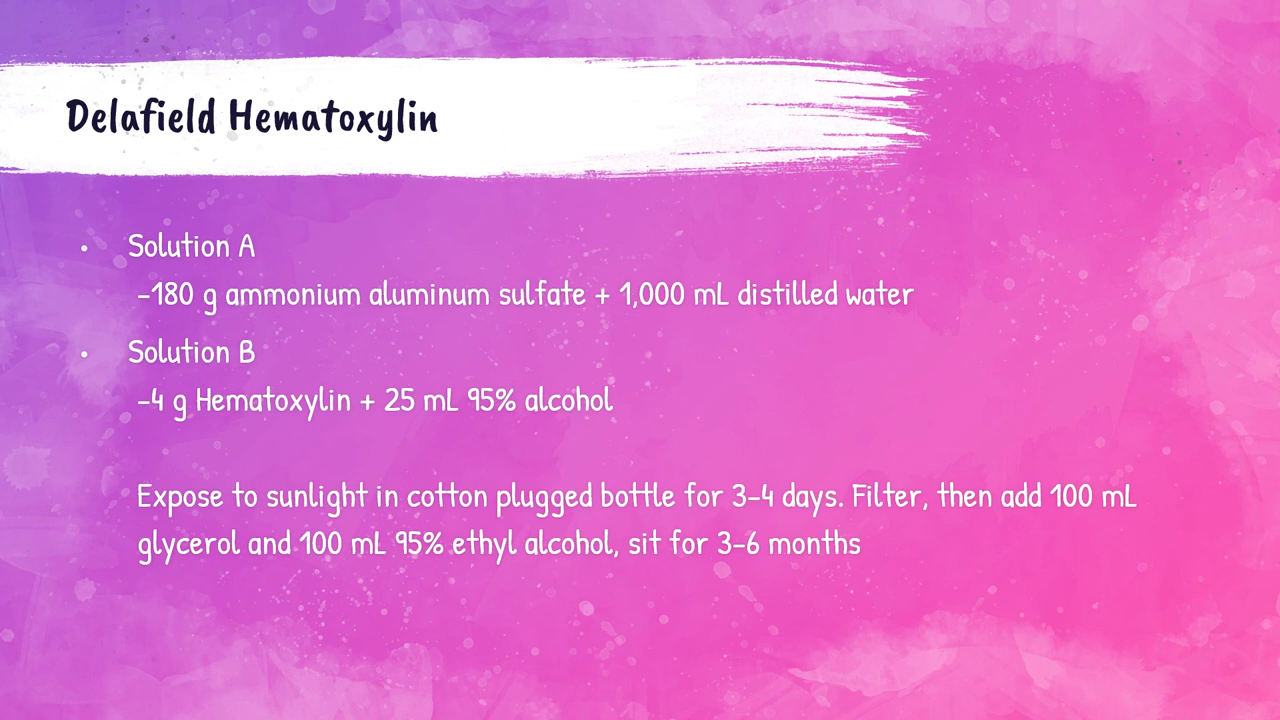 Delafield Hematoxylin
• Solution A
–180 g ammonium aluminum sulfate + 1,000 mL distilled water
• Solution B
–4 g Hematoxylin + 25 mL 95% alcohol
Expose to sunlight in cotton plugged bottle for 3–4 days. Filter, then add 100 mL
glycerol and 100 mL 95% ethyl alcohol, sit for 3–6 months